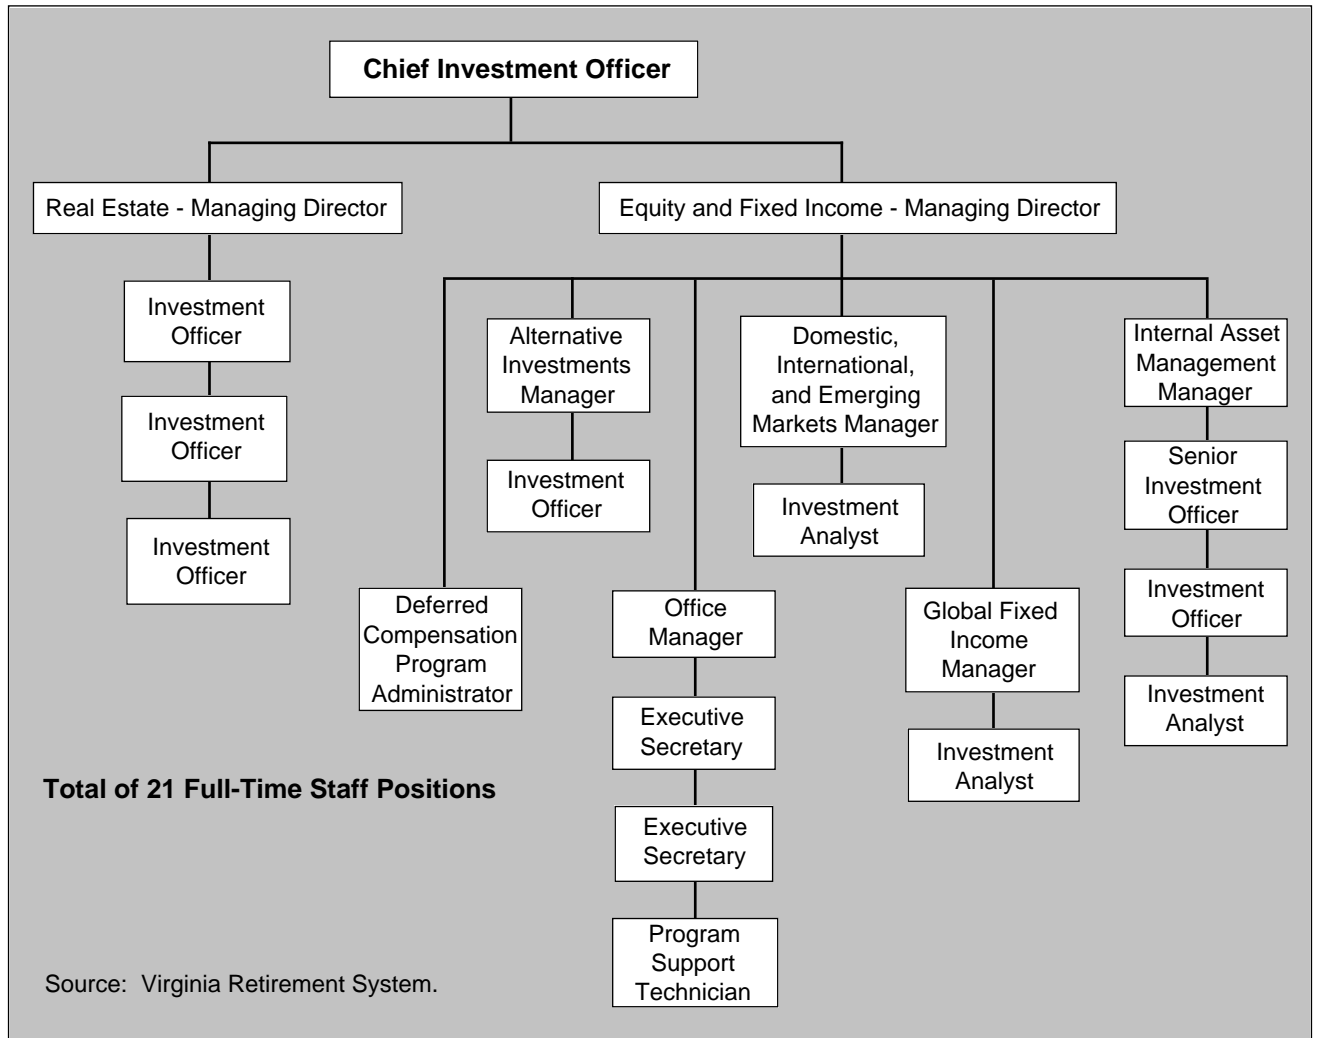 Chief Investment Officer
Real Estate - Managing Director
Equity and Fixed Income - Managing Director
Investment
Officer
Investment
Officer
Investment
Officer
Deferred
Compensation
Program
Administrator
Alternative
Investments
Manager
Investment
Officer
Office
Manager
Executive
Secretary
Executive
Secretary
Program
Support
Technician
Domestic,
International,
and Emerging
Markets Manager
Investment
Analyst
Global Fixed
Income
Manager
Investment
Analyst
Internal Asset
Management
Manager
Senior
Investment
Officer
Investment
Officer
Investment
Analyst
Total of 21 Full-Time Staff Positions
Source: Virginia Retirement System.